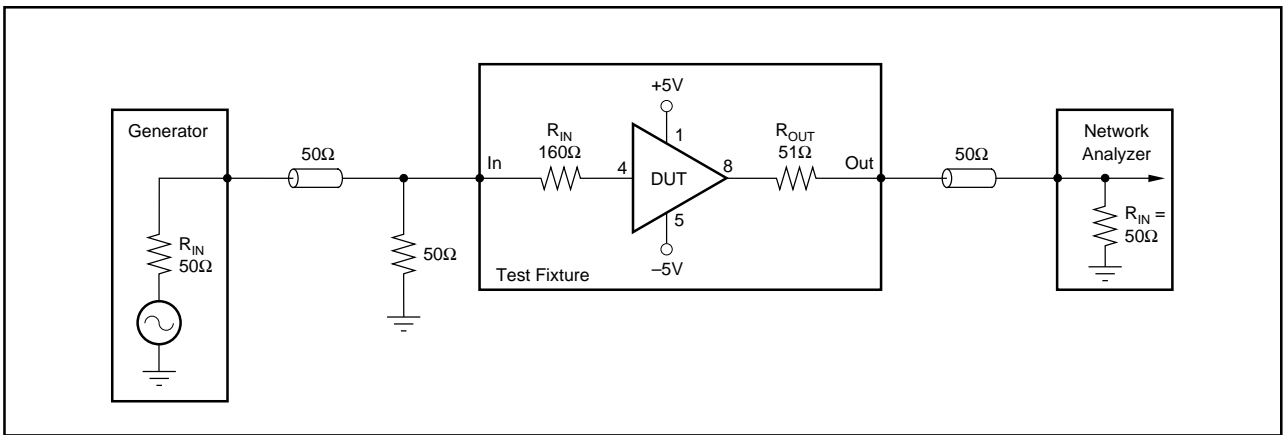 Generator
R_IN
50Ω
50Ω
50Ω
In
R_IN
160Ω
4
DUT
+5V
1
5
–5V
8
R_OUT
51Ω
Out
Test Fixture
50Ω
Network
Analyzer
R_IN =
50Ω